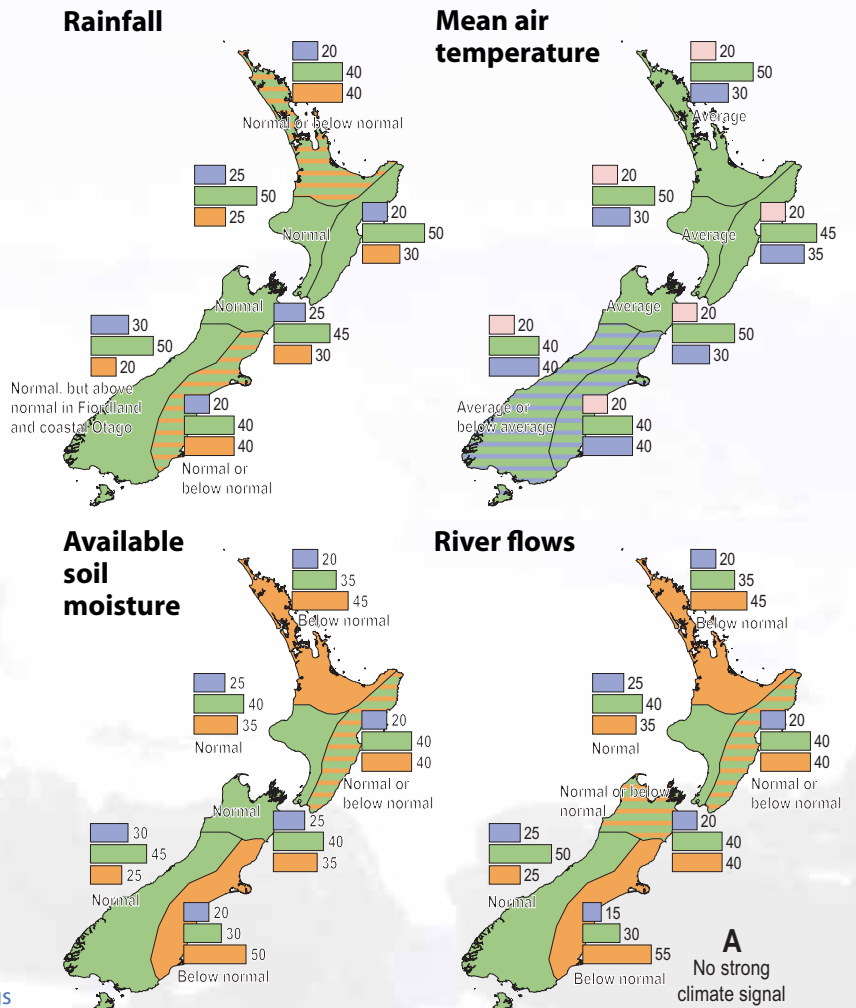 Rainfall
20
40
40
Normal or below normal
25
50
25
20
50
30
Normal
Normal
25
45
30
30
50
20
Normal. but above
normal in Fiordland
and coastal Otago
20
40
40
Normal or
below normal
Mean air
temperature
20
50
30
Average
20
50
30
20
45
35
Average
Average
20
50
30
20
40
40
Average or
below average
20
40
40
Available
soil
moisture
20
35
45
Below normal
25
40
35
Normal
20
40
40
Normal or
below normal
Normal
25
40
35
30
45
25
Normal
20
30
50
Below normal
River flows
20
35
45
Below normal
25
40
35
Normal
20
40
40
Normal or
below normal
Normal or below
normal
20
40
40
25
50
25
Normal
15
30
55
Below normal
A
No strong
climate signal